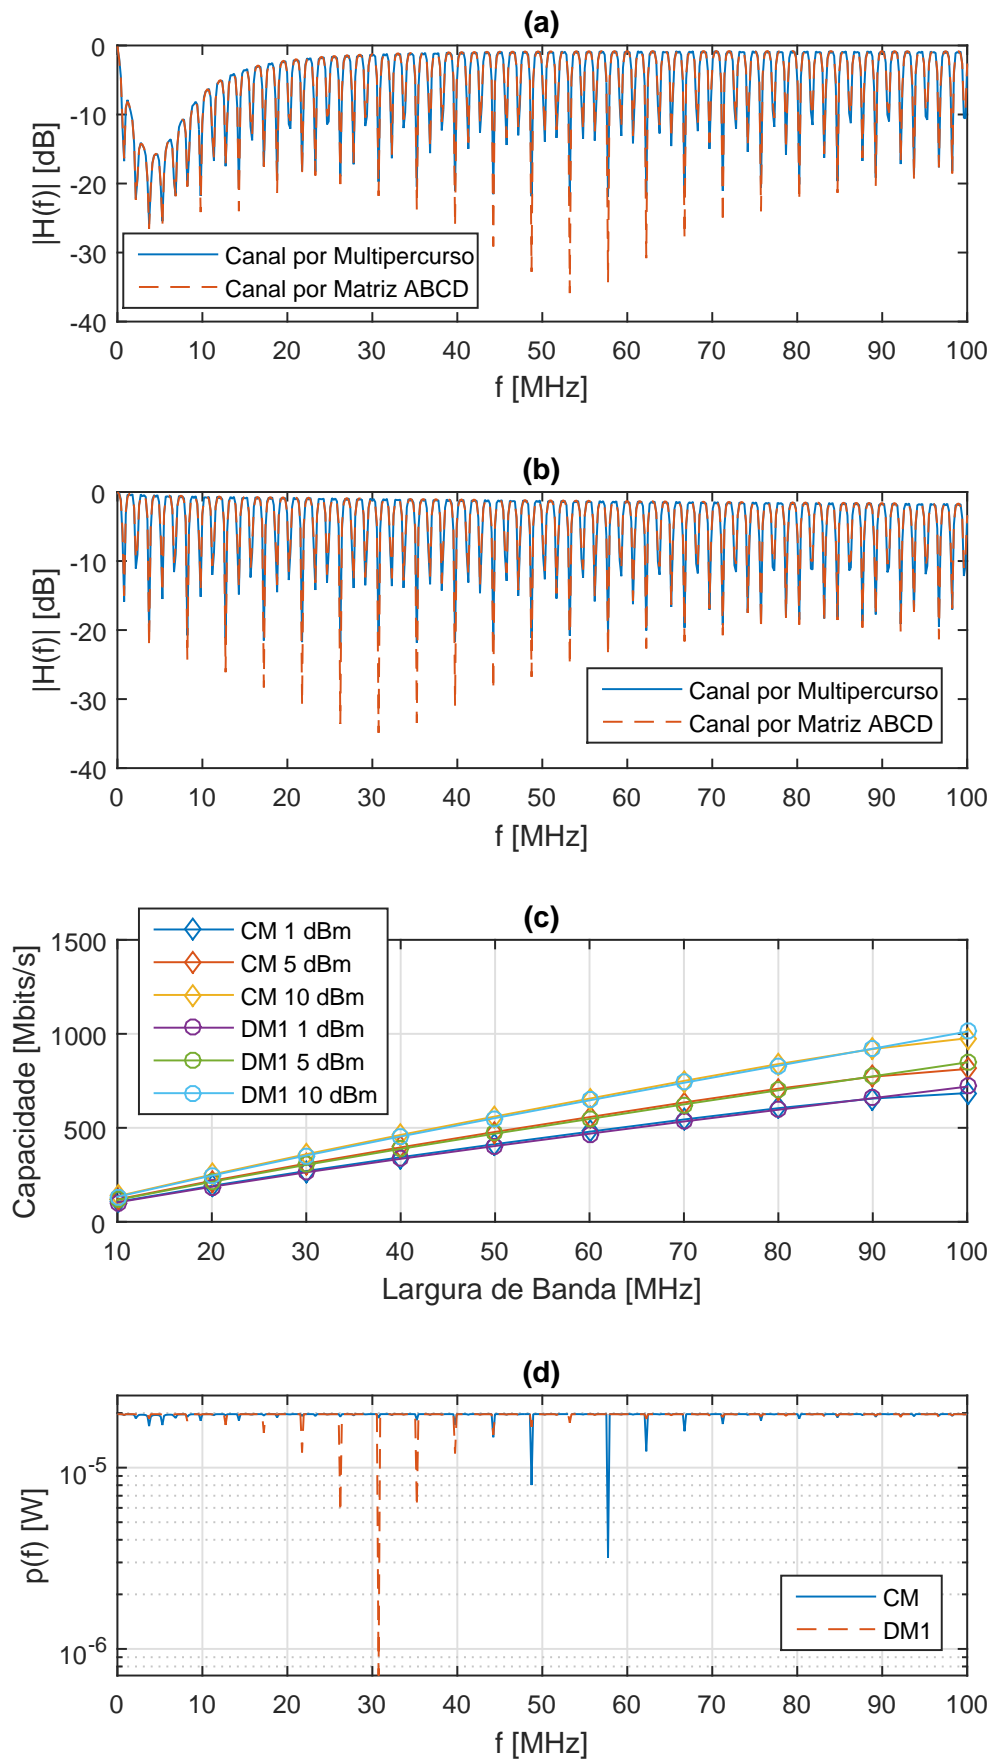 (a)
|H(f)| [dB]
0
-10
-20
-30
-40
Canal por Multipercurso
Canal por Matriz ABCD
0 10 20 30 40 50 60 70 80 90 100
f [MHz]
(b)
|H(f)| [dB]
0
-10
-20
-30
-40
Canal por Multipercurso
Canal por Matriz ABCD
0 10 20 30 40 50 60 70 80 90 100
f [MHz]
(c)
Capacidade [Mbits/s]
1500
1000
500
0
CM 1 dBm
CM 5 dBm
CM 10 dBm
DM1 1 dBm
DM1 5 dBm
DM1 10 dBm
10 20 30 40 50 60 70 80 90 100
Largura de Banda [MHz]
(d)
p(f) [W]
10^-5
10^-6
CM
DM1
0 10 20 30 40 50 60 70 80 90 100
f [MHz]